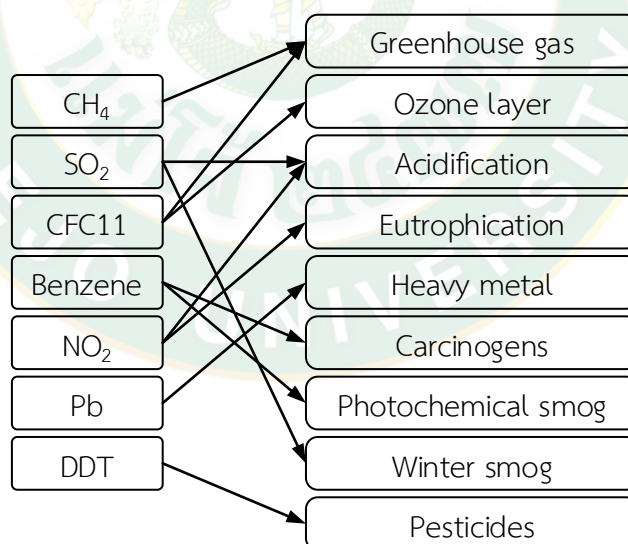 Greenhouse gas
CH₄
Ozone layer
SO₂
Acidification
CFC11
Eutrophication
Benzene
Heavy metal
NO₂
Carcinogens
Pb
Photochemical smog
DDT
Winter smog
Pesticides
UNIVERSITY